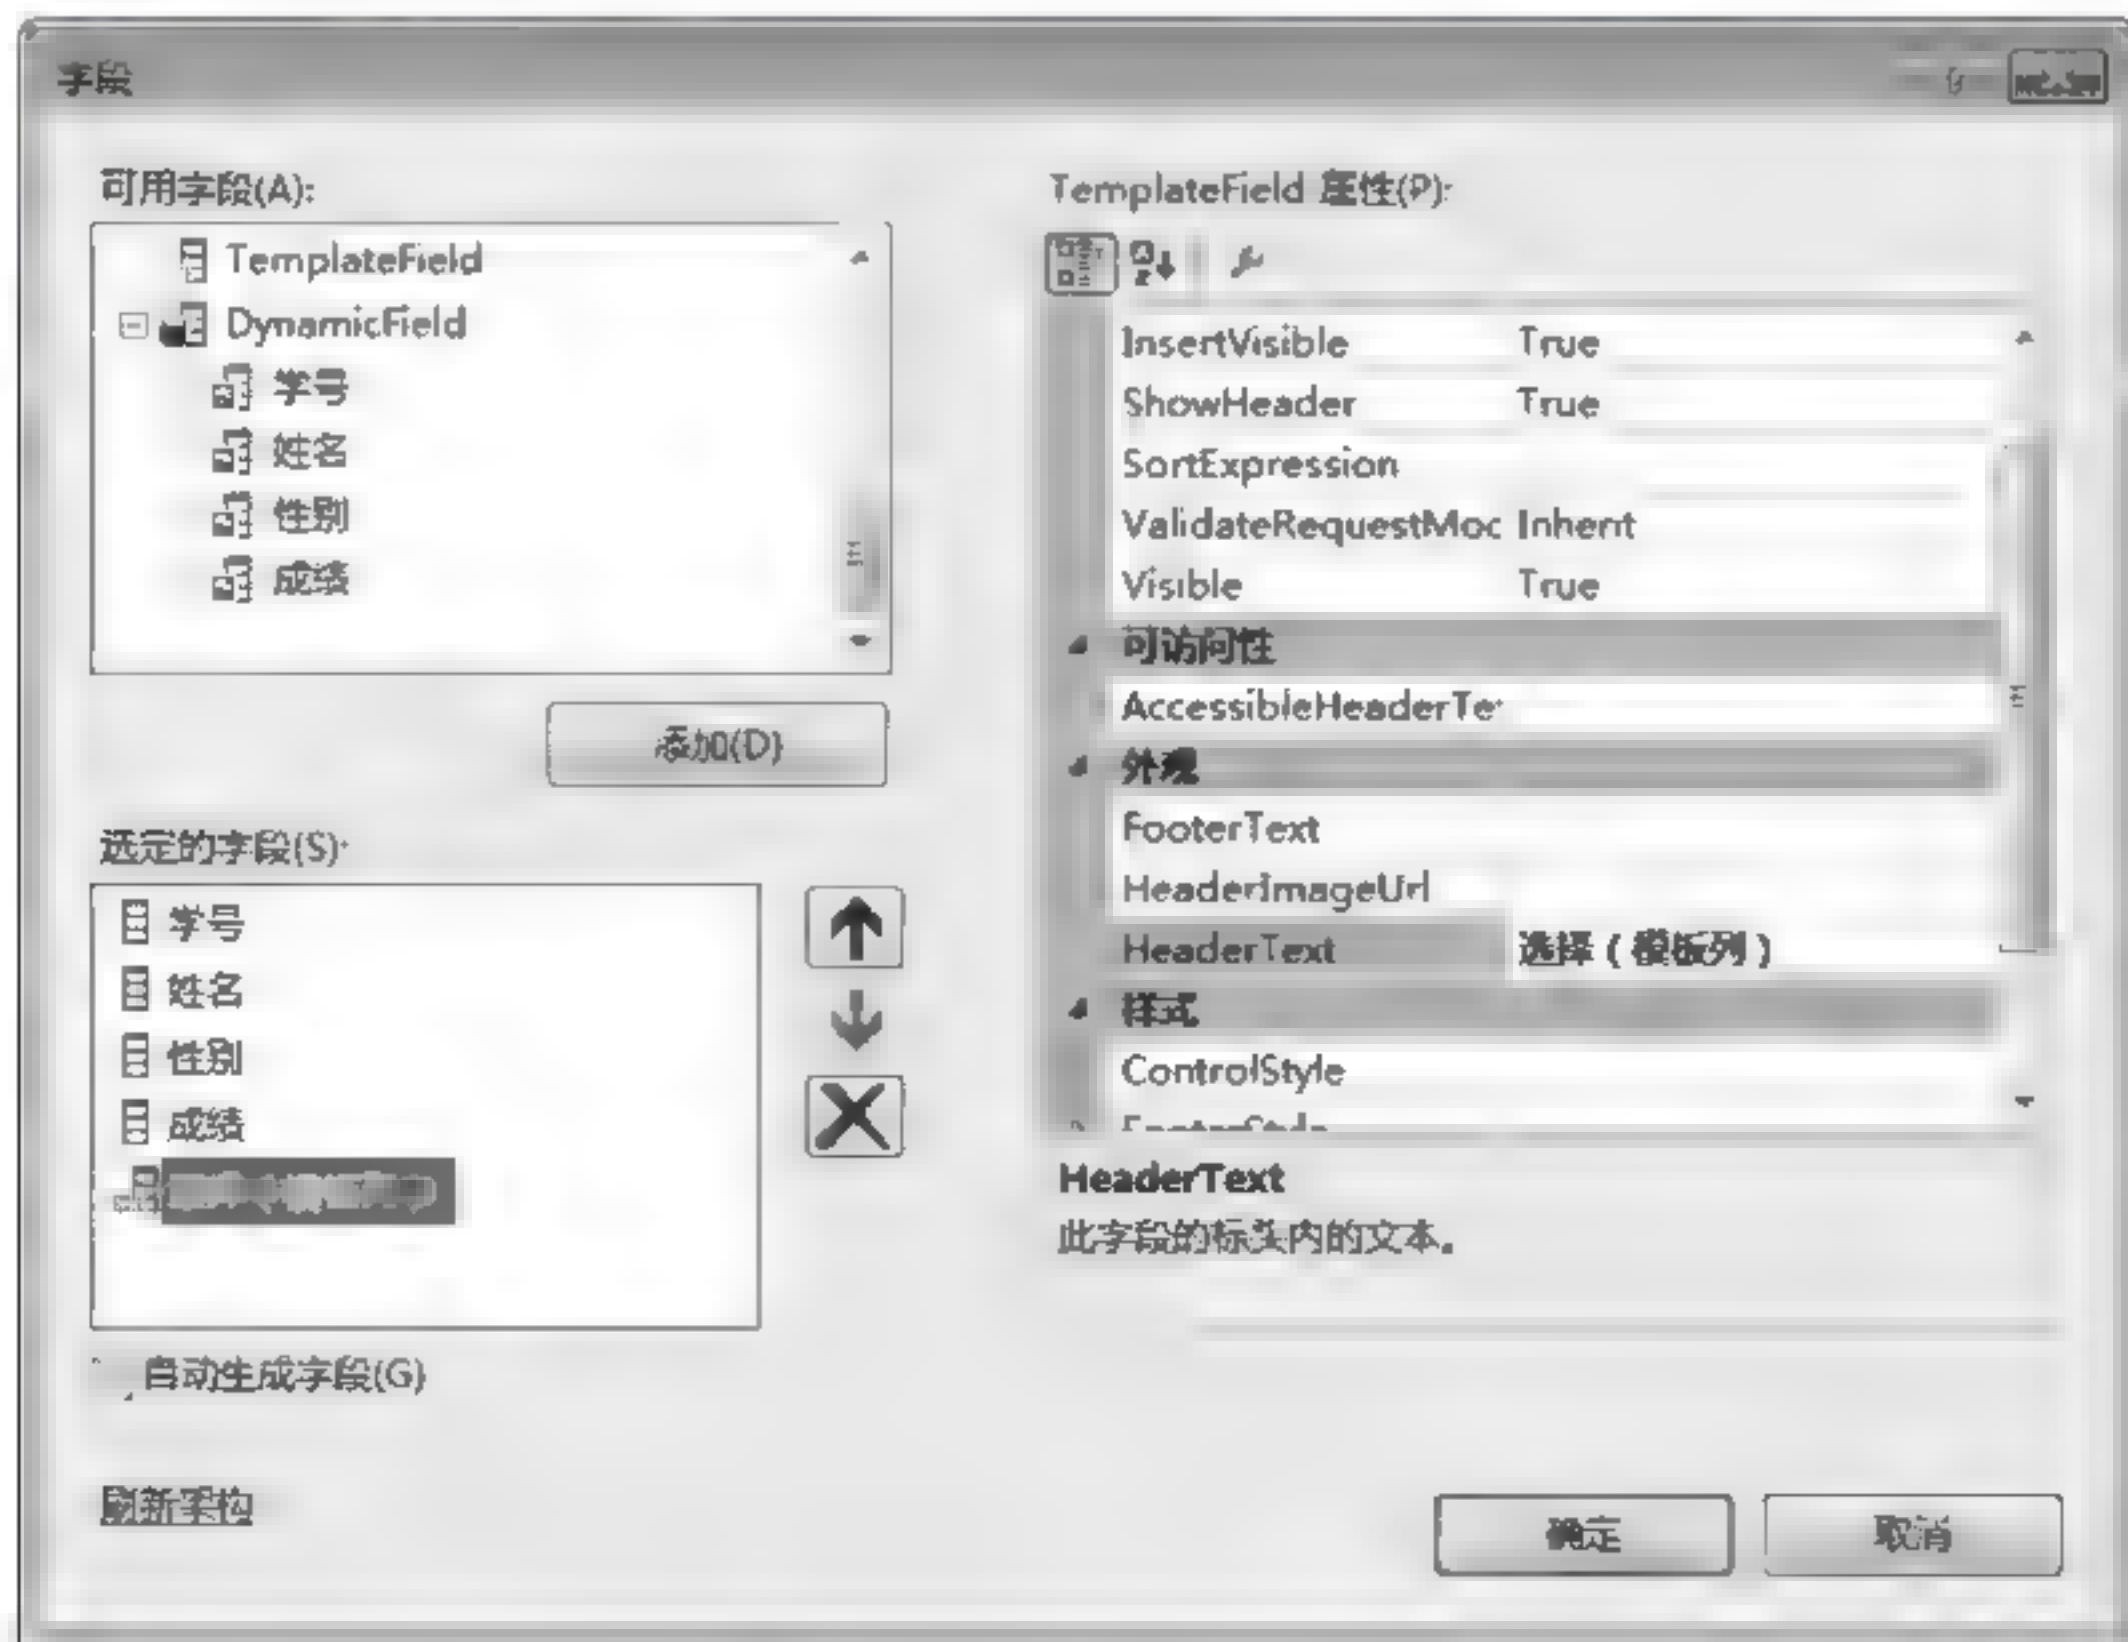 字段
可用字段(A):
TemplateField
DynamicField
学号
姓名
性别
成绩
添加(D)
选定的字段(S):
学号
姓名
性别
成绩
自动生成字段(G)
刷新架构
TemplateField 属性(P):
InsertVisible True
ShowHeader True
SortExpression
ValidateRequestMod Inherit
Visible True
可访问性
AccessibleHeaderTe
外观
FooterText
HeaderImageUrl
HeaderText 选择(模板列)
样式
ControlStyle
FooterStyle
HeaderText
此字段的标头内的文本。
确定 取消